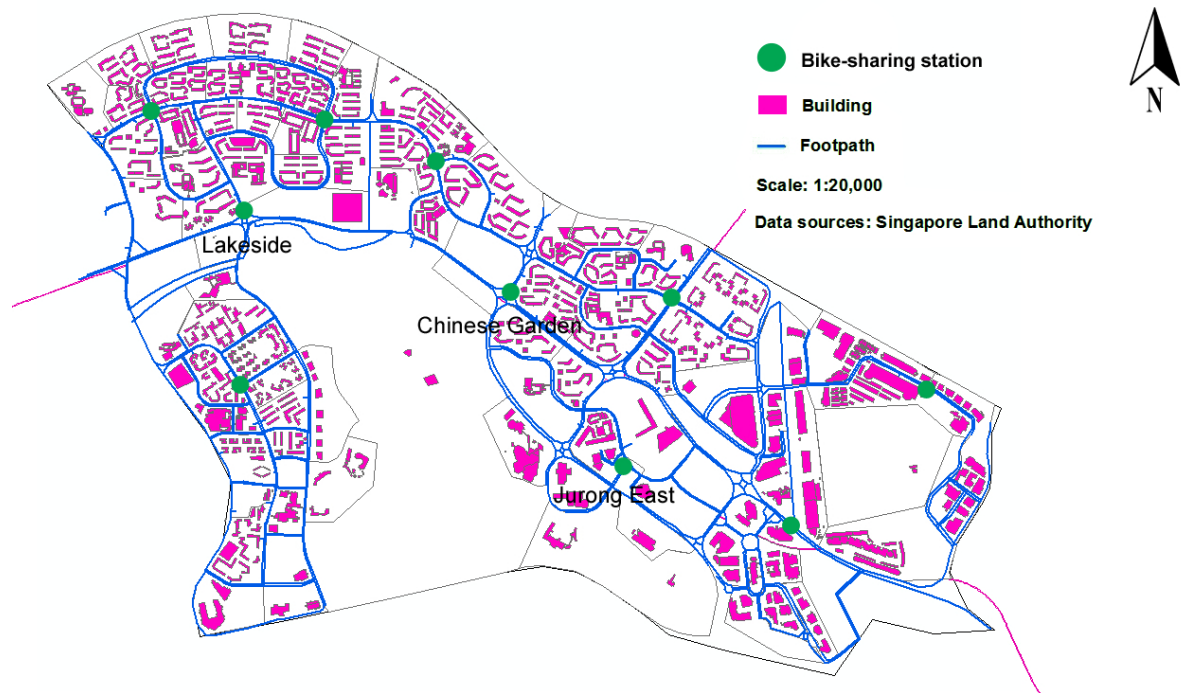 Bike-sharing station
Building
Footpath
Scale: 1:20,000
Data sources: Singapore Land Authority
N
Lakeside
Chinese Garden
Jurong East